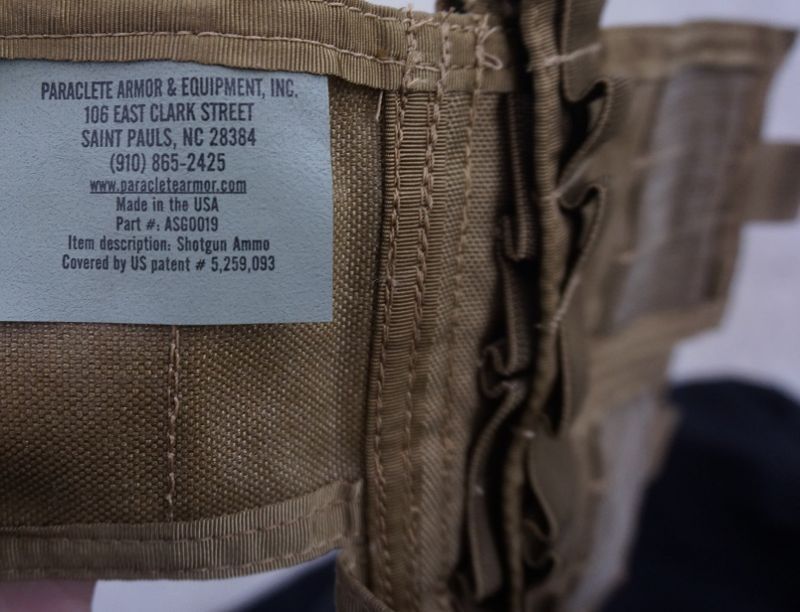 PARACLETE ARMOR & EQUIPMENT, INC.
106 EAST CLARK STREET
SAINT PAULS, NC 28384
(910) 865-2425
www.paracletearmor.com
Made in the USA
Part #: ASG0019
Item description: Shotgun Ammo
Covered by US patent # 5,259,093